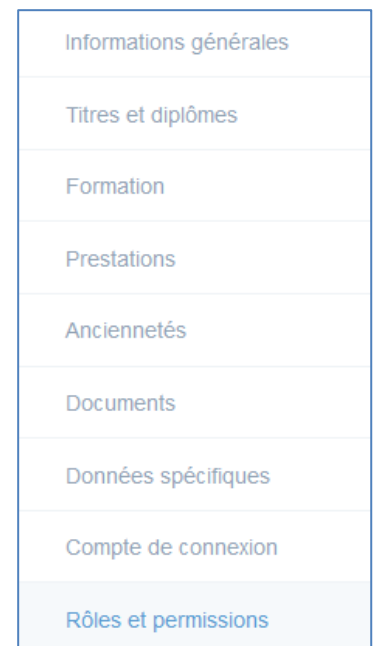 Informations générales
Titres et diplômes
Formation
Prestations
Anciennetés
Documents
Données spécifiques
Compte de connexion
Rôles et permissions